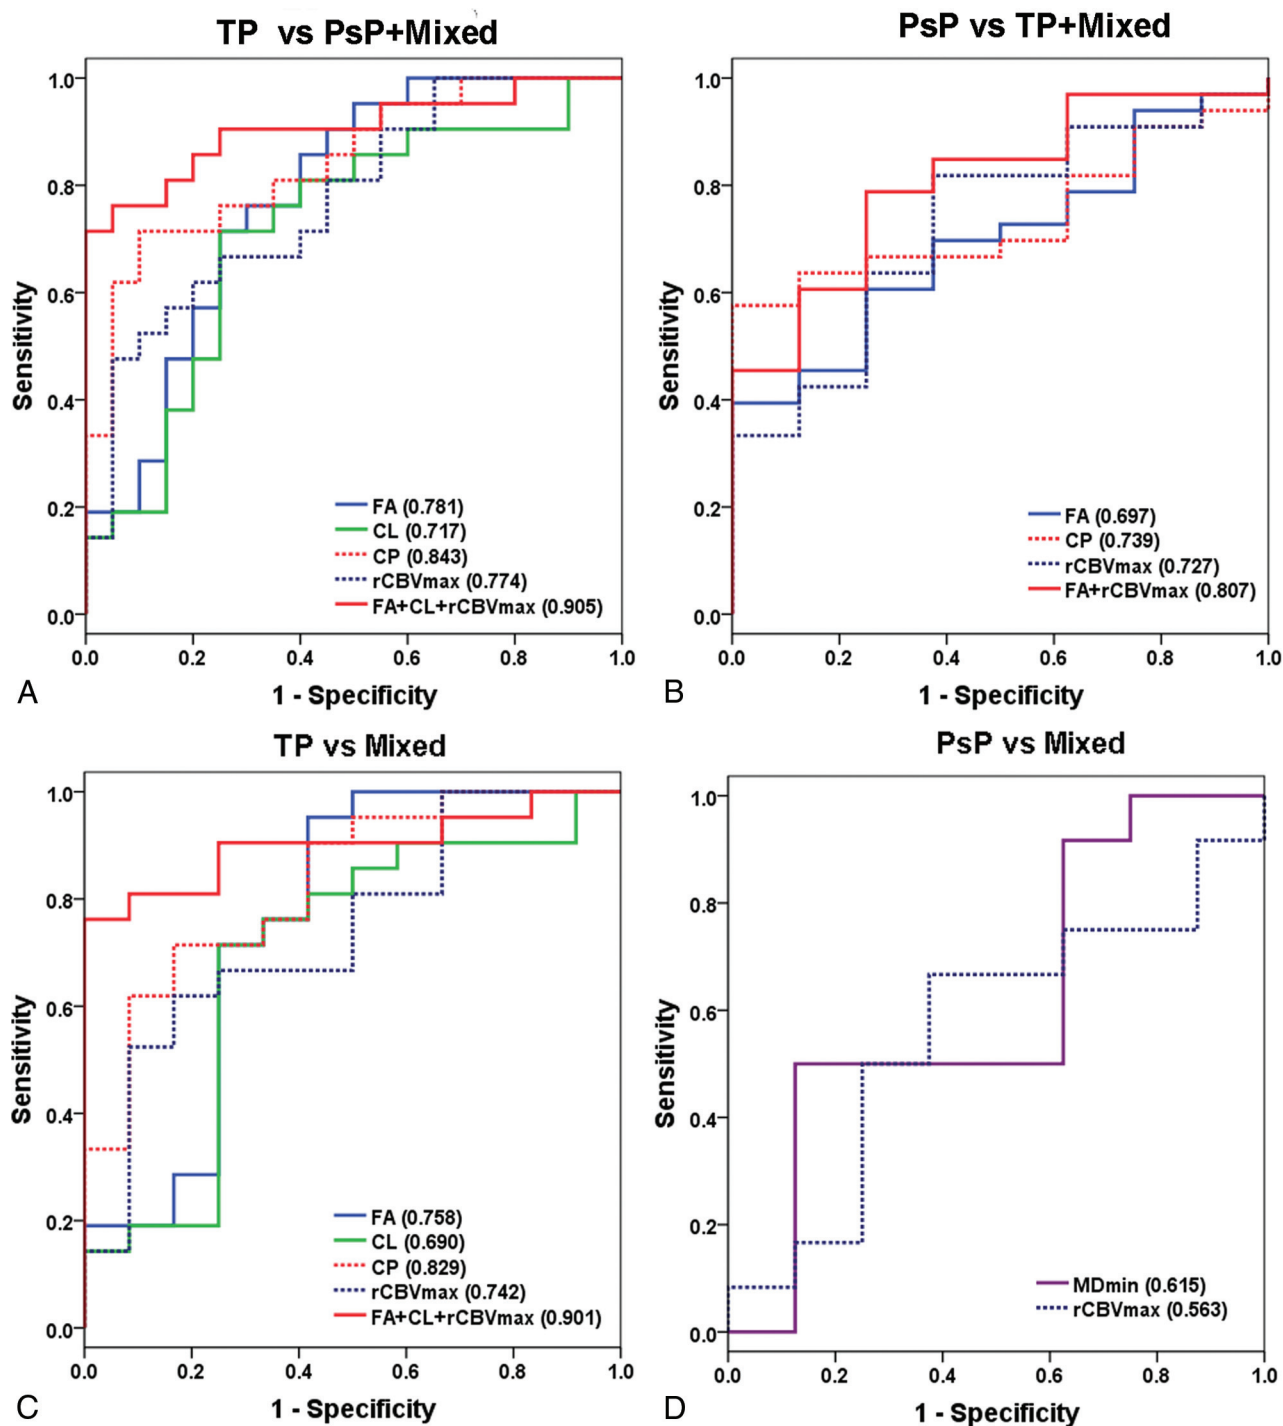 TP vs PsP+Mixed
1.0
0.8
0.6
0.4
0.2
0.0
Sensitivity
FA (0.781)
CL (0.717)
CP (0.843)
rCBVmax (0.774)
FA+CL+rCBVmax (0.905)
0.0 0.2 0.4 0.6 0.8 1.0
1 - Specificity
A
PsP vs TP+Mixed
1.0
0.8
0.6
0.4
0.2
0.0
Sensitivity
FA (0.697)
CP (0.739)
rCBVmax (0.727)
FA+rCBVmax (0.807)
0.0 0.2 0.4 0.6 0.8 1.0
1 - Specificity
B
TP vs Mixed
1.0
0.8
0.6
0.4
0.2
0.0
Sensitivity
FA (0.758)
CL (0.690)
CP (0.829)
rCBVmax (0.742)
FA+CL+rCBVmax (0.901)
0.0 0.2 0.4 0.6 0.8 1.0
1 - Specificity
C
PsP vs Mixed
1.0
0.8
0.6
0.4
0.2
0.0
Sensitivity
MDmin (0.615)
rCBVmax (0.563)
0.0 0.2 0.4 0.6 0.8 1.0
1 - Specificity
D